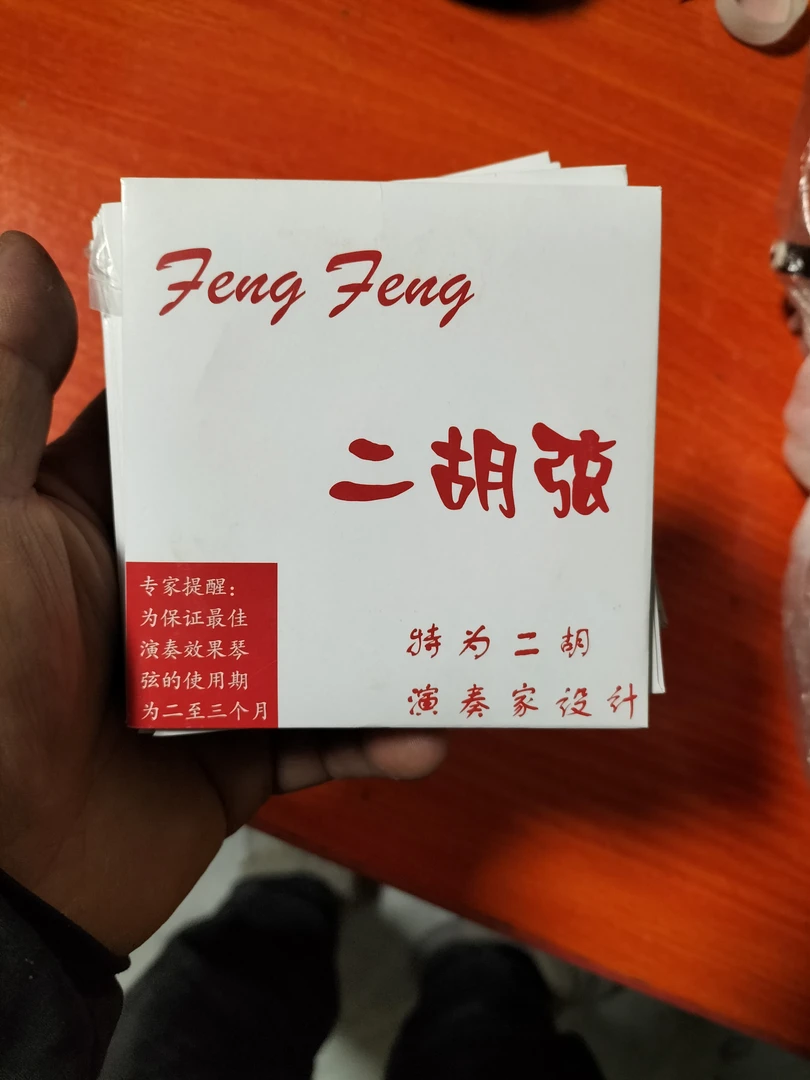 Feng Feng
二胡弦
专家提醒：
为保证最佳
演奏效果琴
弦的使用期
为二至三个月
特为二胡
演奏家设计